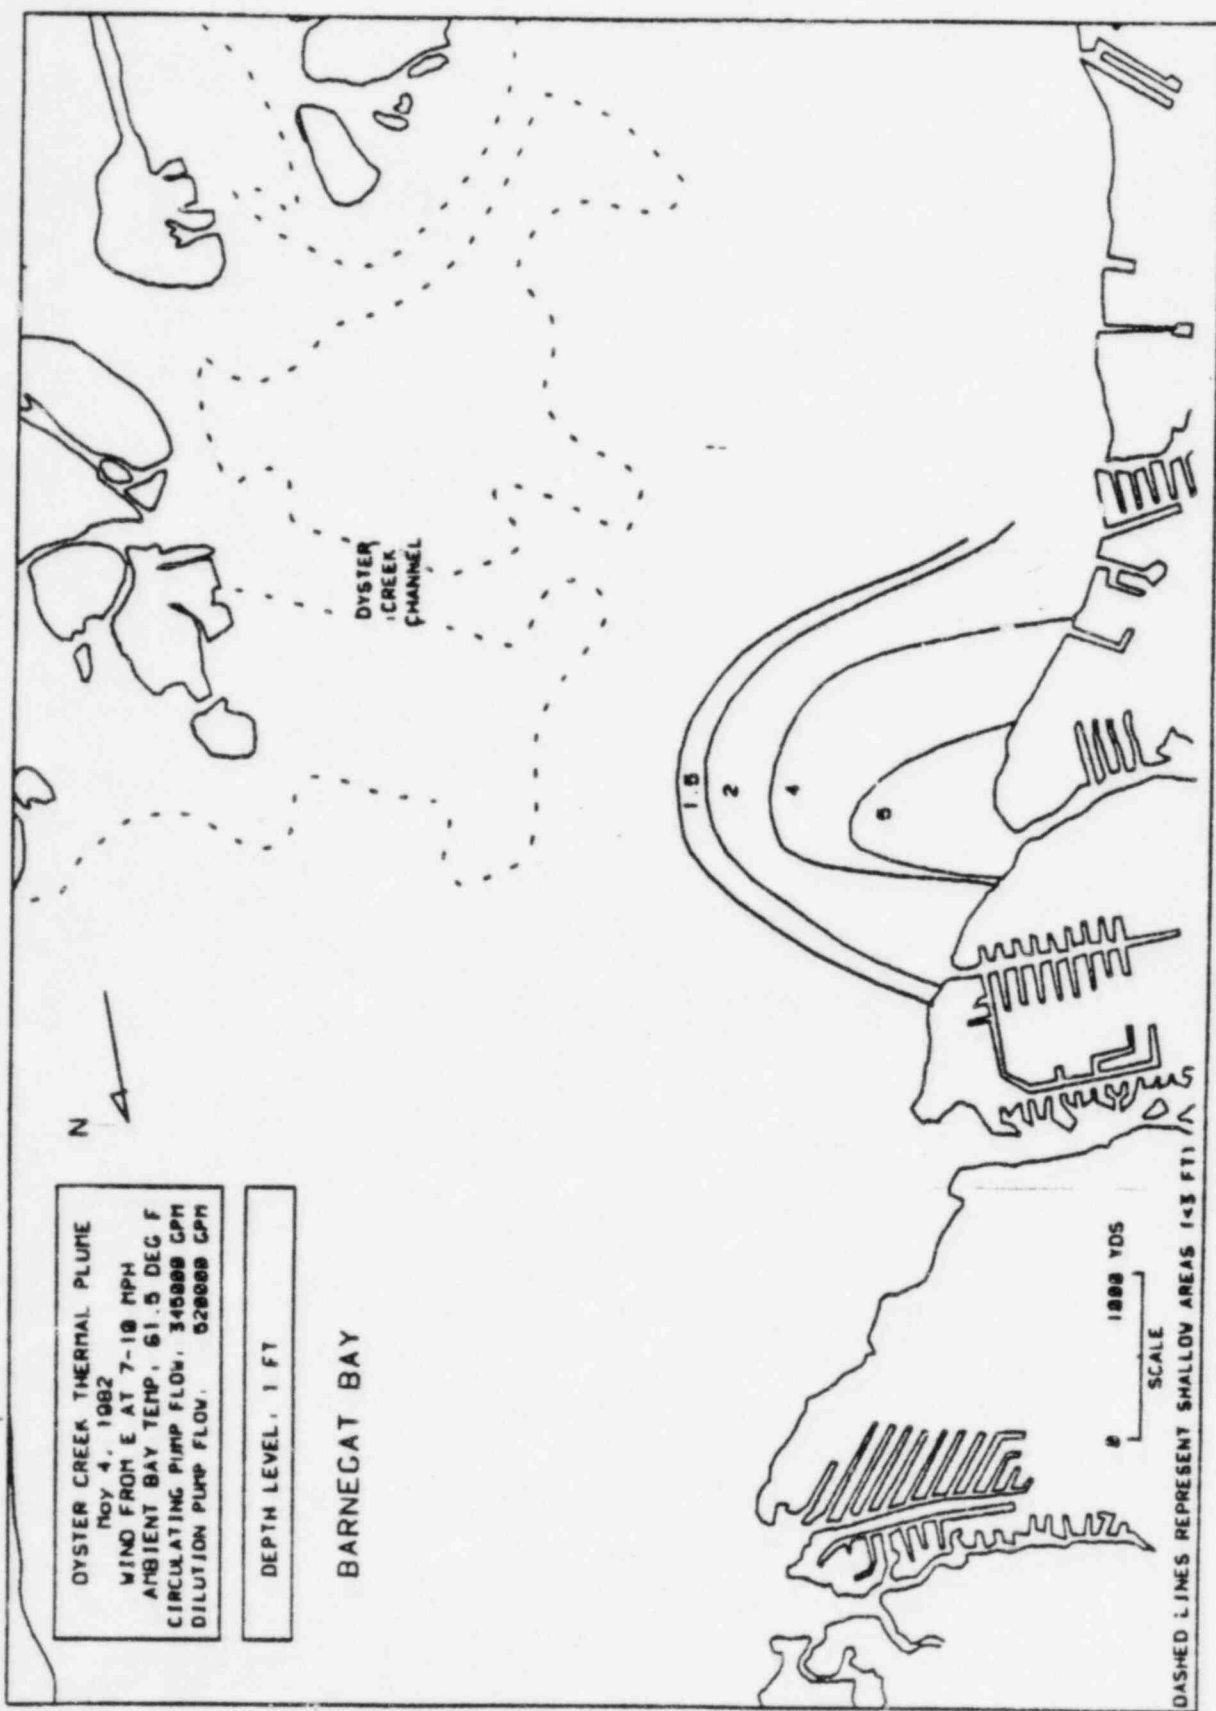 OYSTER CREEK THERMAL PLUME
May 4, 1982
WIND FROM E AT 7-10 MPH
AMBIENT BAY TEMP. 61.5 DEG F
CIRCULATING PUMP FLOW. 345000 GPM
DILUTION PUMP FLOW. 520000 GPM
DEPTH LEVEL. 1 FT
BARNEGAT BAY
N
OYSTER
CREEK
CHANNEL
1.5
2
4
0 1000 YDS
SCALE
DASHED LINES REPRESENT SHALLOW AREAS (<3 FT)